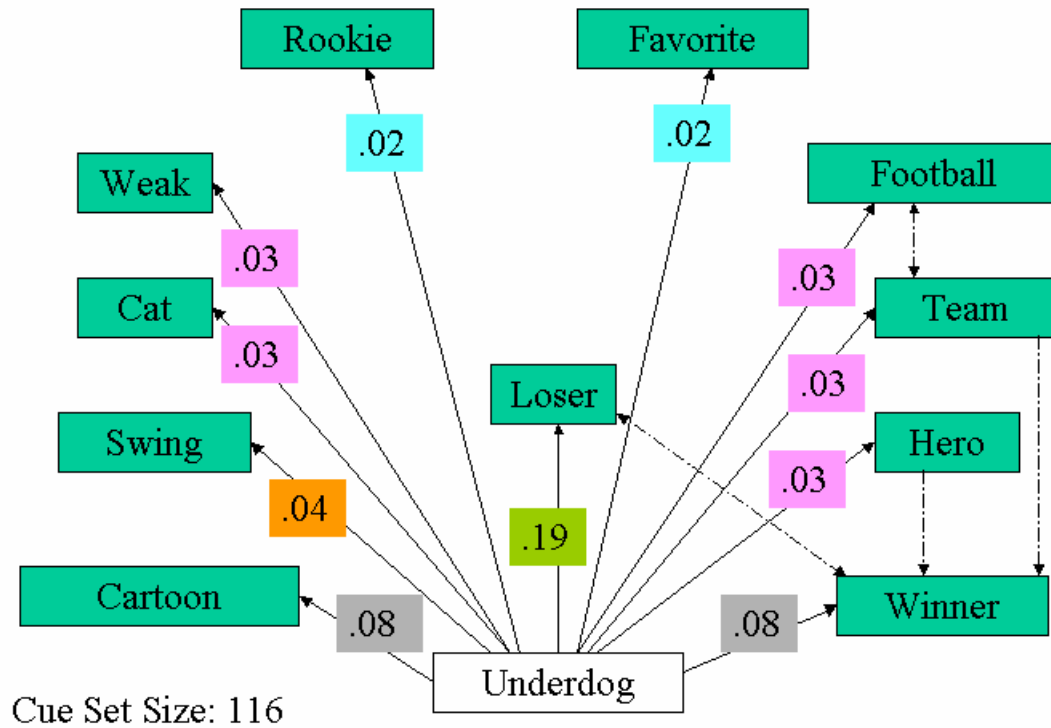 Rookie
Favorite
.02
.02
Weak
Football
.03
.03
Cat
Team
.03
.03
Loser
Swing
Hero
.03
.04
.19
Cartoon
Winner
.08
.08
Underdog
Cue Set Size: 116